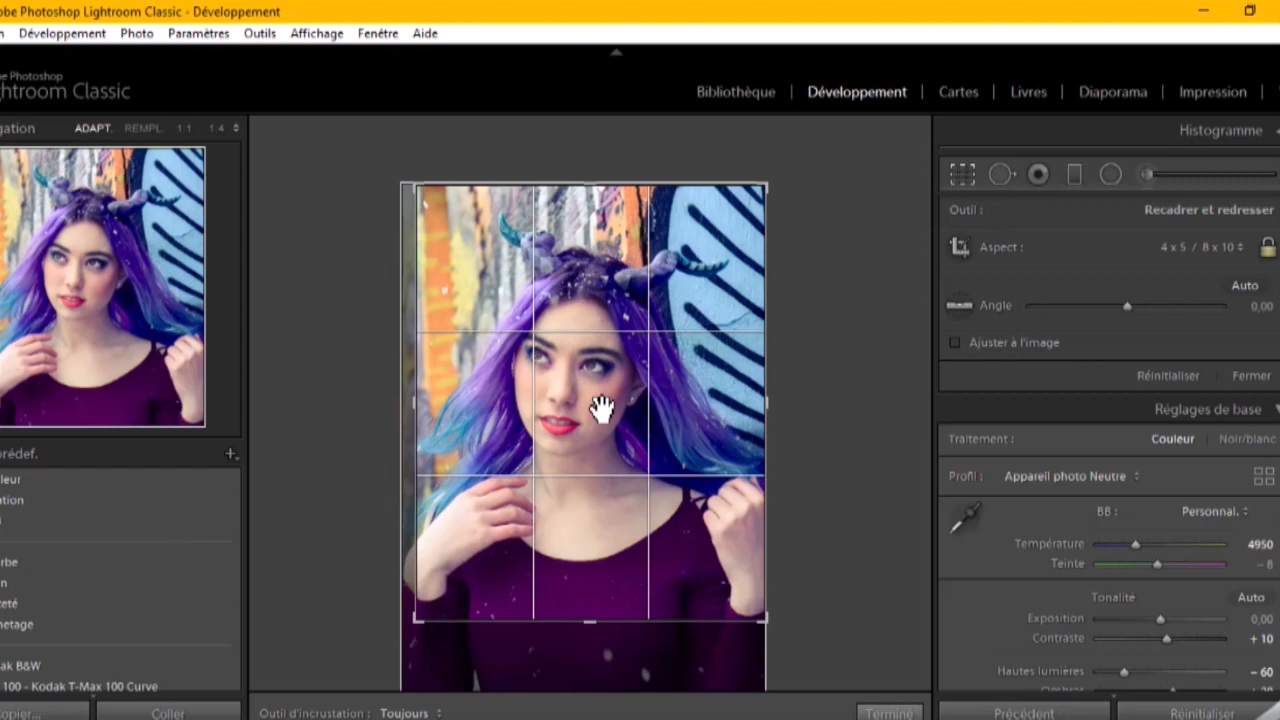 obe Photoshop Lightroom Classic - Développement
n Développement Photo Paramètres Outils Affichage Fenêtre Aide
be Photoshop
htroom Classic
Bibliothèque | Développement | Cartes | Livres | Diaporama | Impression |
gation ADAPT. REMPL. 1:1 1:4
Histogramme
Outil : Recadrer et redresser
Aspect : 4 x 5 / 8 x 10
Auto
Angle 0,00
Ajuster à l'image
Réinitialiser Fermer
Réglages de base
Traitement : Couleur Noir/blanc
Profil : Appareil photo Neutre
BB : Personnal.
Température 4950
Teinte – 8
Tonalité Auto
Exposition 0,00
Contraste + 10
Hautes lumières – 60
prédef.
leur
ation
rbe
n
eté
metage
ak B&W
100 - Kodak T-Max 100 Curve
opier... Coller
Outil d'incrustation : Toujours
Terminé
Précédent Réinitialiser